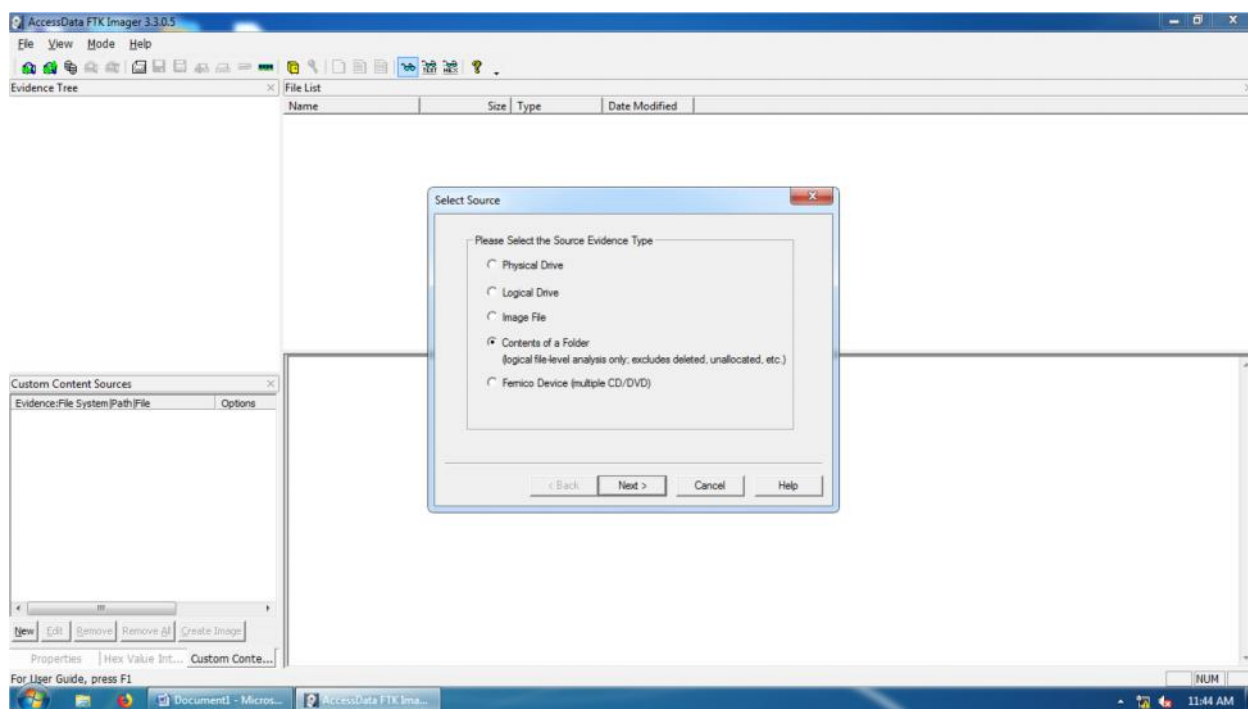 AccessData FTK Imager 3.3.0.5
File View Mode Help
Evidence Tree
File List
Name Size Type Date Modified
Select Source
Please Select the Source Evidence Type
Physical Drive
Logical Drive
Image File
Contents of a Folder
(logical file-level analysis only; excludes deleted, unallocated, etc.)
Fernico Device (multiple CD/DVD)
< Back Next > Cancel Help
Custom Content Sources
Evidence:File System|Path|File Options
New Edit Remove Remove All Create Image
Properties Hex Value Int... Custom Conte...
For User Guide, press F1
NUM
Document1 - Micros... AccessData FTK Ima... 11:44 AM